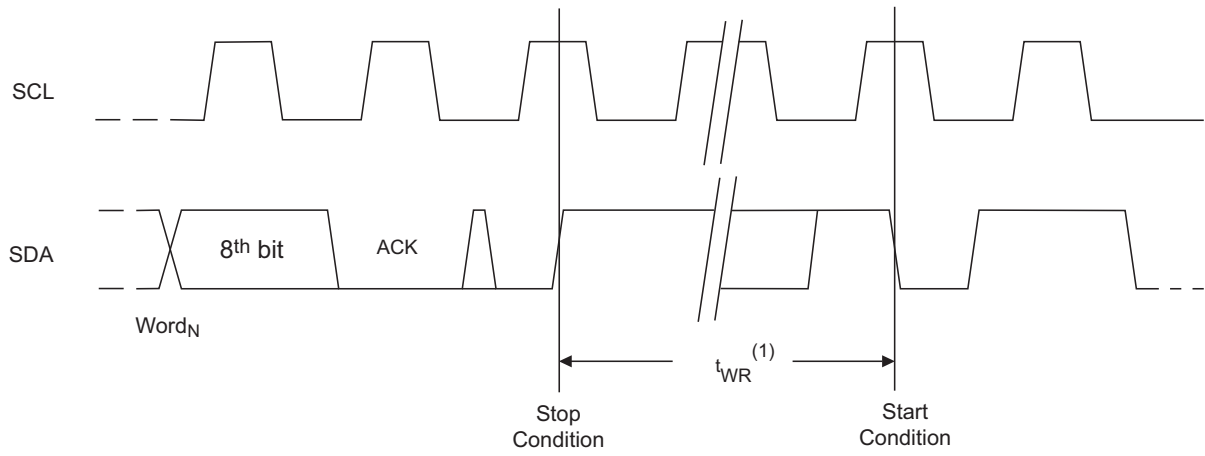 SCL
SDA
8th bit
ACK
WordN
tWR(1)
Stop
Condition
Start
Condition